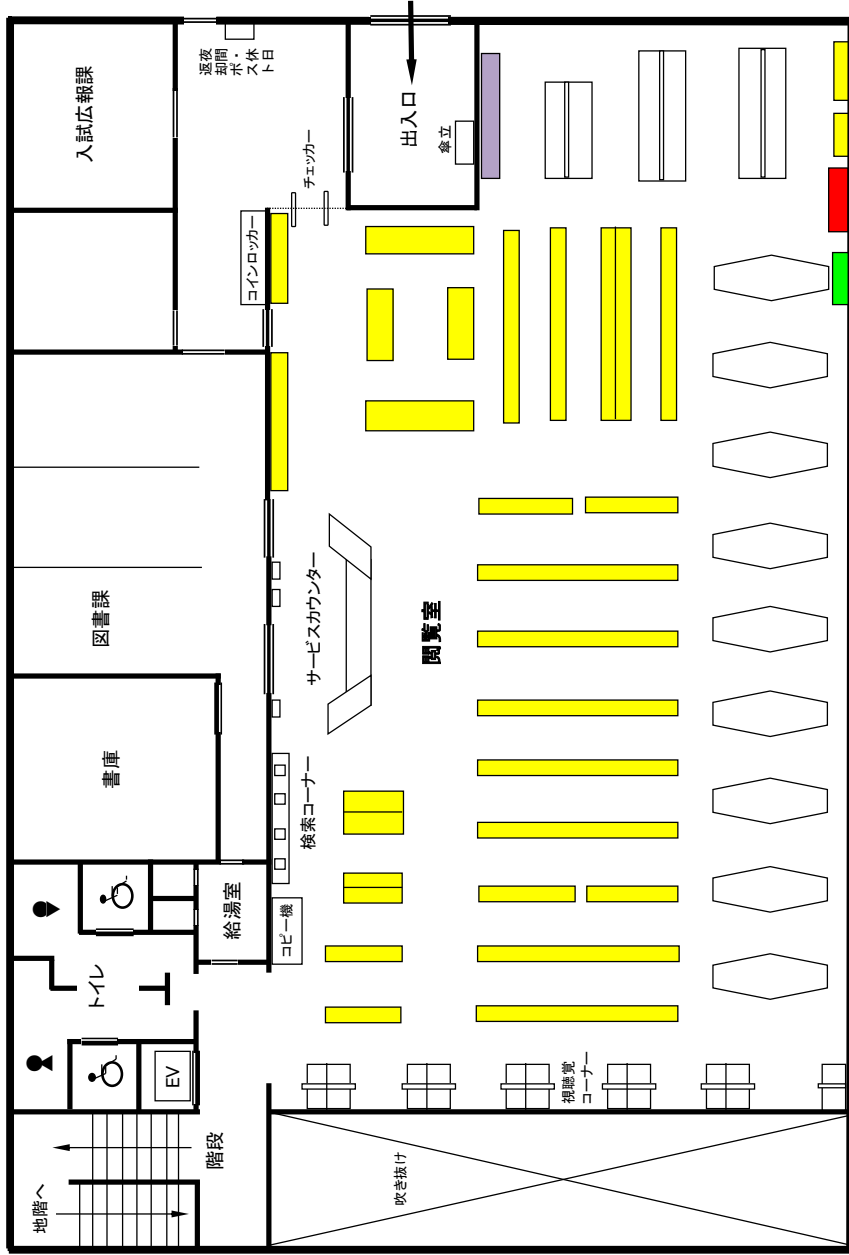 入試広報課
夜間・休日
返却ポスト
出入口
傘立
チェッカー
コインロッカー
図書課
サービスカウンター
閲覧室
書庫
検索コーナー
給湯室
コピー機
トイレ
EV
視聴覚
コーナー
階段
地階へ
吹き抜け